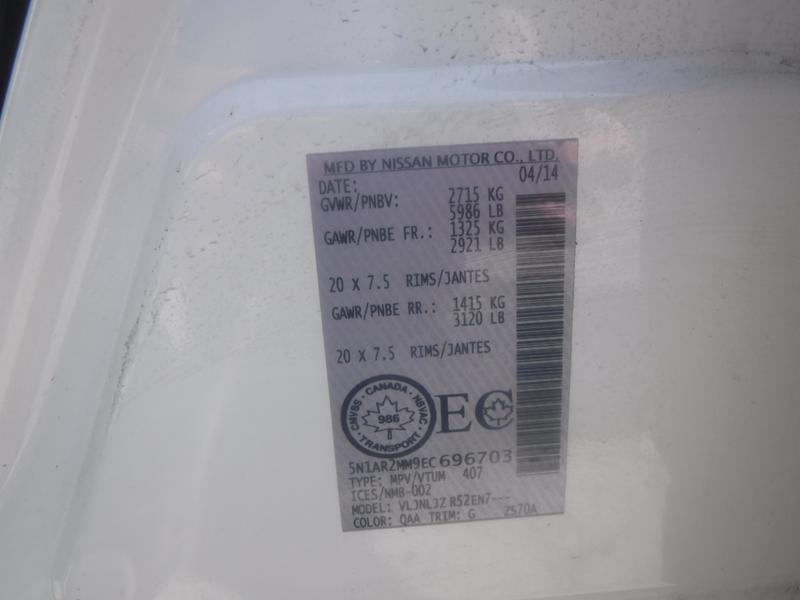 MFD BY NISSAN MOTOR CO., LTD.
DATE: 04/14
GVWR/PNBV: 2715 KG
5986 LB
GAWR/PNBE FR.: 1325 KG
2921 LB
20 X 7.5 RIMS/JANTES
GAWR/PNBE RR.: 1415 KG
3120 LB
20 X 7.5 RIMS/JANTES
CANADA
CMVSS NSVAC
986
TRANSPORT
EC
5N1AR2MM9EC696703
TYPE: MPV/VTUM 407
ICES/NMB-002
MODEL: VLJNLJZ R52EN7---
COLOR: QAA TRIM: G 2570A